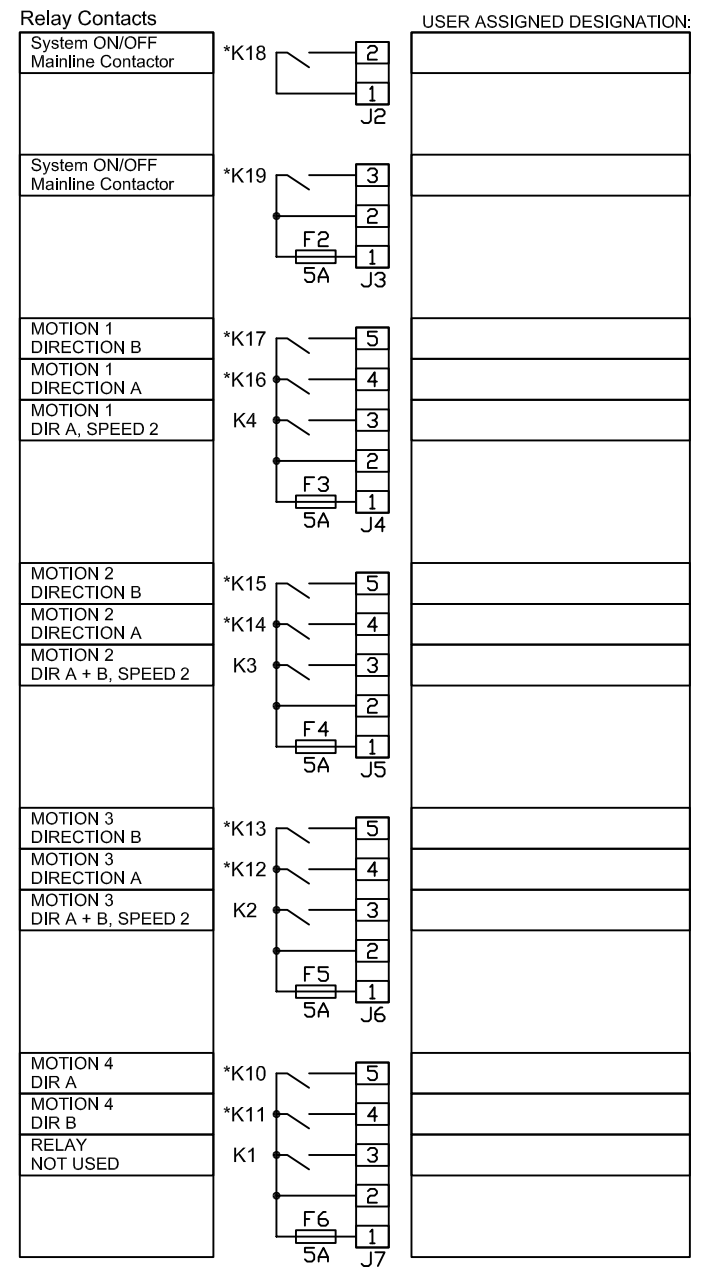 Relay Contacts
USER ASSIGNED DESIGNATION:
System ON/OFF
Mainline Contactor
*K18
2
1
J2
System ON/OFF
Mainline Contactor
*K19
3
2
F2
1
5A
J3
MOTION 1
DIRECTION B
*K17
5
MOTION 1
DIRECTION A
*K16
4
MOTION 1
DIR A, SPEED 2
K4
3
2
F3
1
5A
J4
MOTION 2
DIRECTION B
*K15
5
MOTION 2
DIRECTION A
*K14
4
MOTION 2
DIR A + B, SPEED 2
K3
3
2
F4
1
5A
J5
MOTION 3
DIRECTION B
*K13
5
MOTION 3
DIRECTION A
*K12
4
MOTION 3
DIR A + B, SPEED 2
K2
3
2
F5
1
5A
J6
MOTION 4
DIR A
*K10
5
MOTION 4
DIR B
*K11
4
RELAY
NOT USED
K1
3
2
F6
1
5A
J7